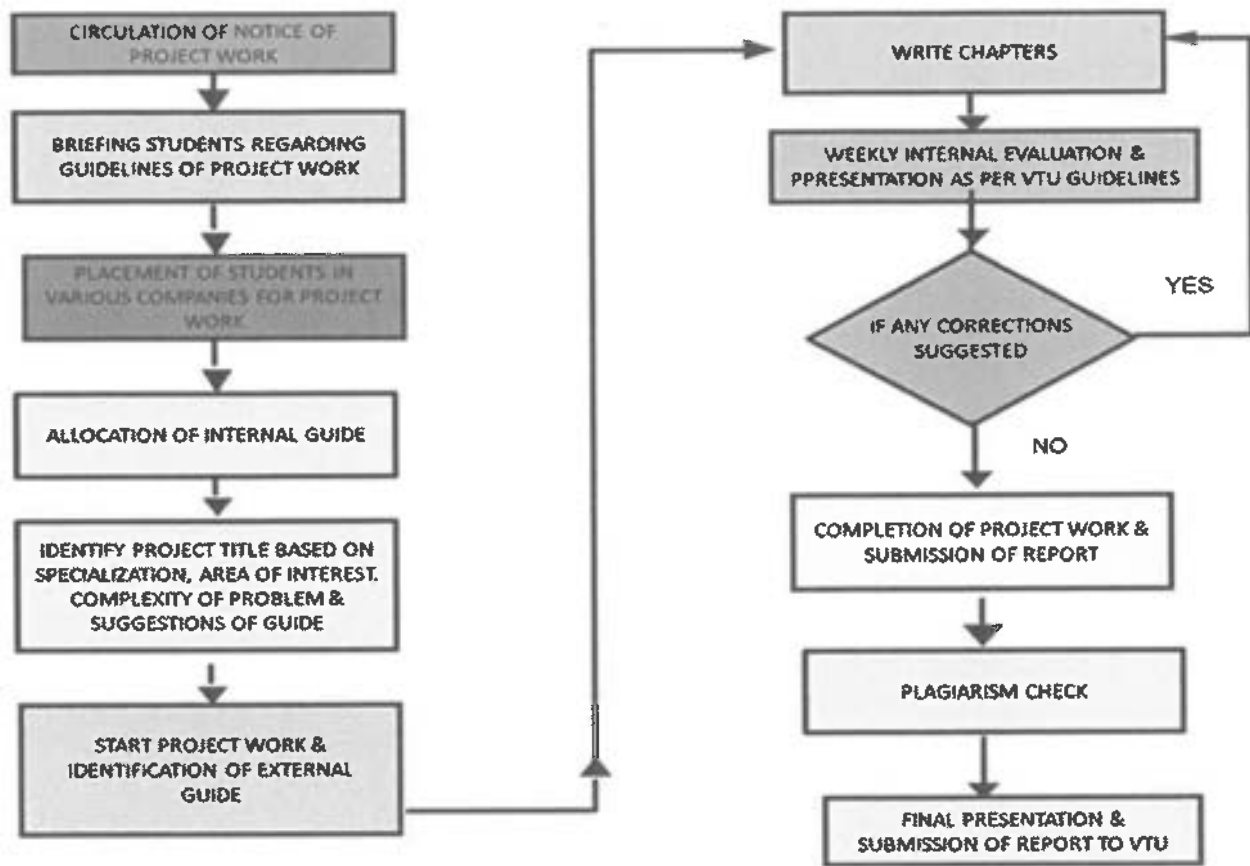 CIRCULATION OF NOTICE OF
PROJECT WORK
BRIEFING STUDENTS REGARDING
GUIDELINES OF PROJECT WORK
PLACEMENT OF STUDENTS IN
VARIOUS COMPANIES FOR PROJECT
WORK
ALLOCATION OF INTERNAL GUIDE
IDENTIFY PROJECT TITLE BASED ON
SPECIALIZATION, AREA OF INTEREST.
COMPLEXITY OF PROBLEM &
SUGGESTIONS OF GUIDE
START PROJECT WORK &
IDENTIFICATION OF EXTERNAL
GUIDE
WRITE CHAPTERS
WEEKLY INTERNAL EVALUATION &
PPRESENTATION AS PER VTU GUIDELINES
IF ANY CORRECTIONS
SUGGESTED
YES
NO
COMPLETION OF PROJECT WORK &
SUBMISSION OF REPORT
PLAGIARISM CHECK
FINAL PRESENTATION &
SUBMISSION OF REPORT TO VTU